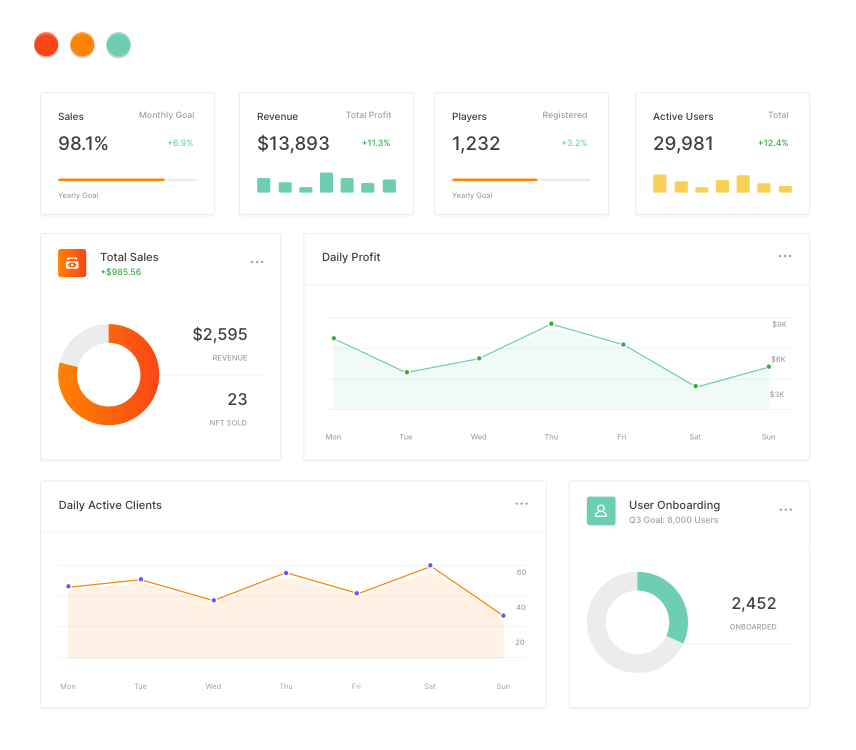 Sales Monthly Goal
98.1% +6.9%
Yearly Goal
Revenue Total Profit
$13,893 +11.3%
Players Registered
1,232 +3.2%
Yearly Goal
Active Users Total
29,981 +12.4%
Total Sales
+$985.56
$2,595
REVENUE
23
NFT SOLD
Daily Profit
$9K
$6K
$3K
Mon Tue Wed Thu Fri Sat Sun
Daily Active Clients
60
40
20
Mon Tue Wed Thu Fri Sat Sun
User Onboarding
Q3 Goal: 8,000 Users
2,452
ONBOARDED